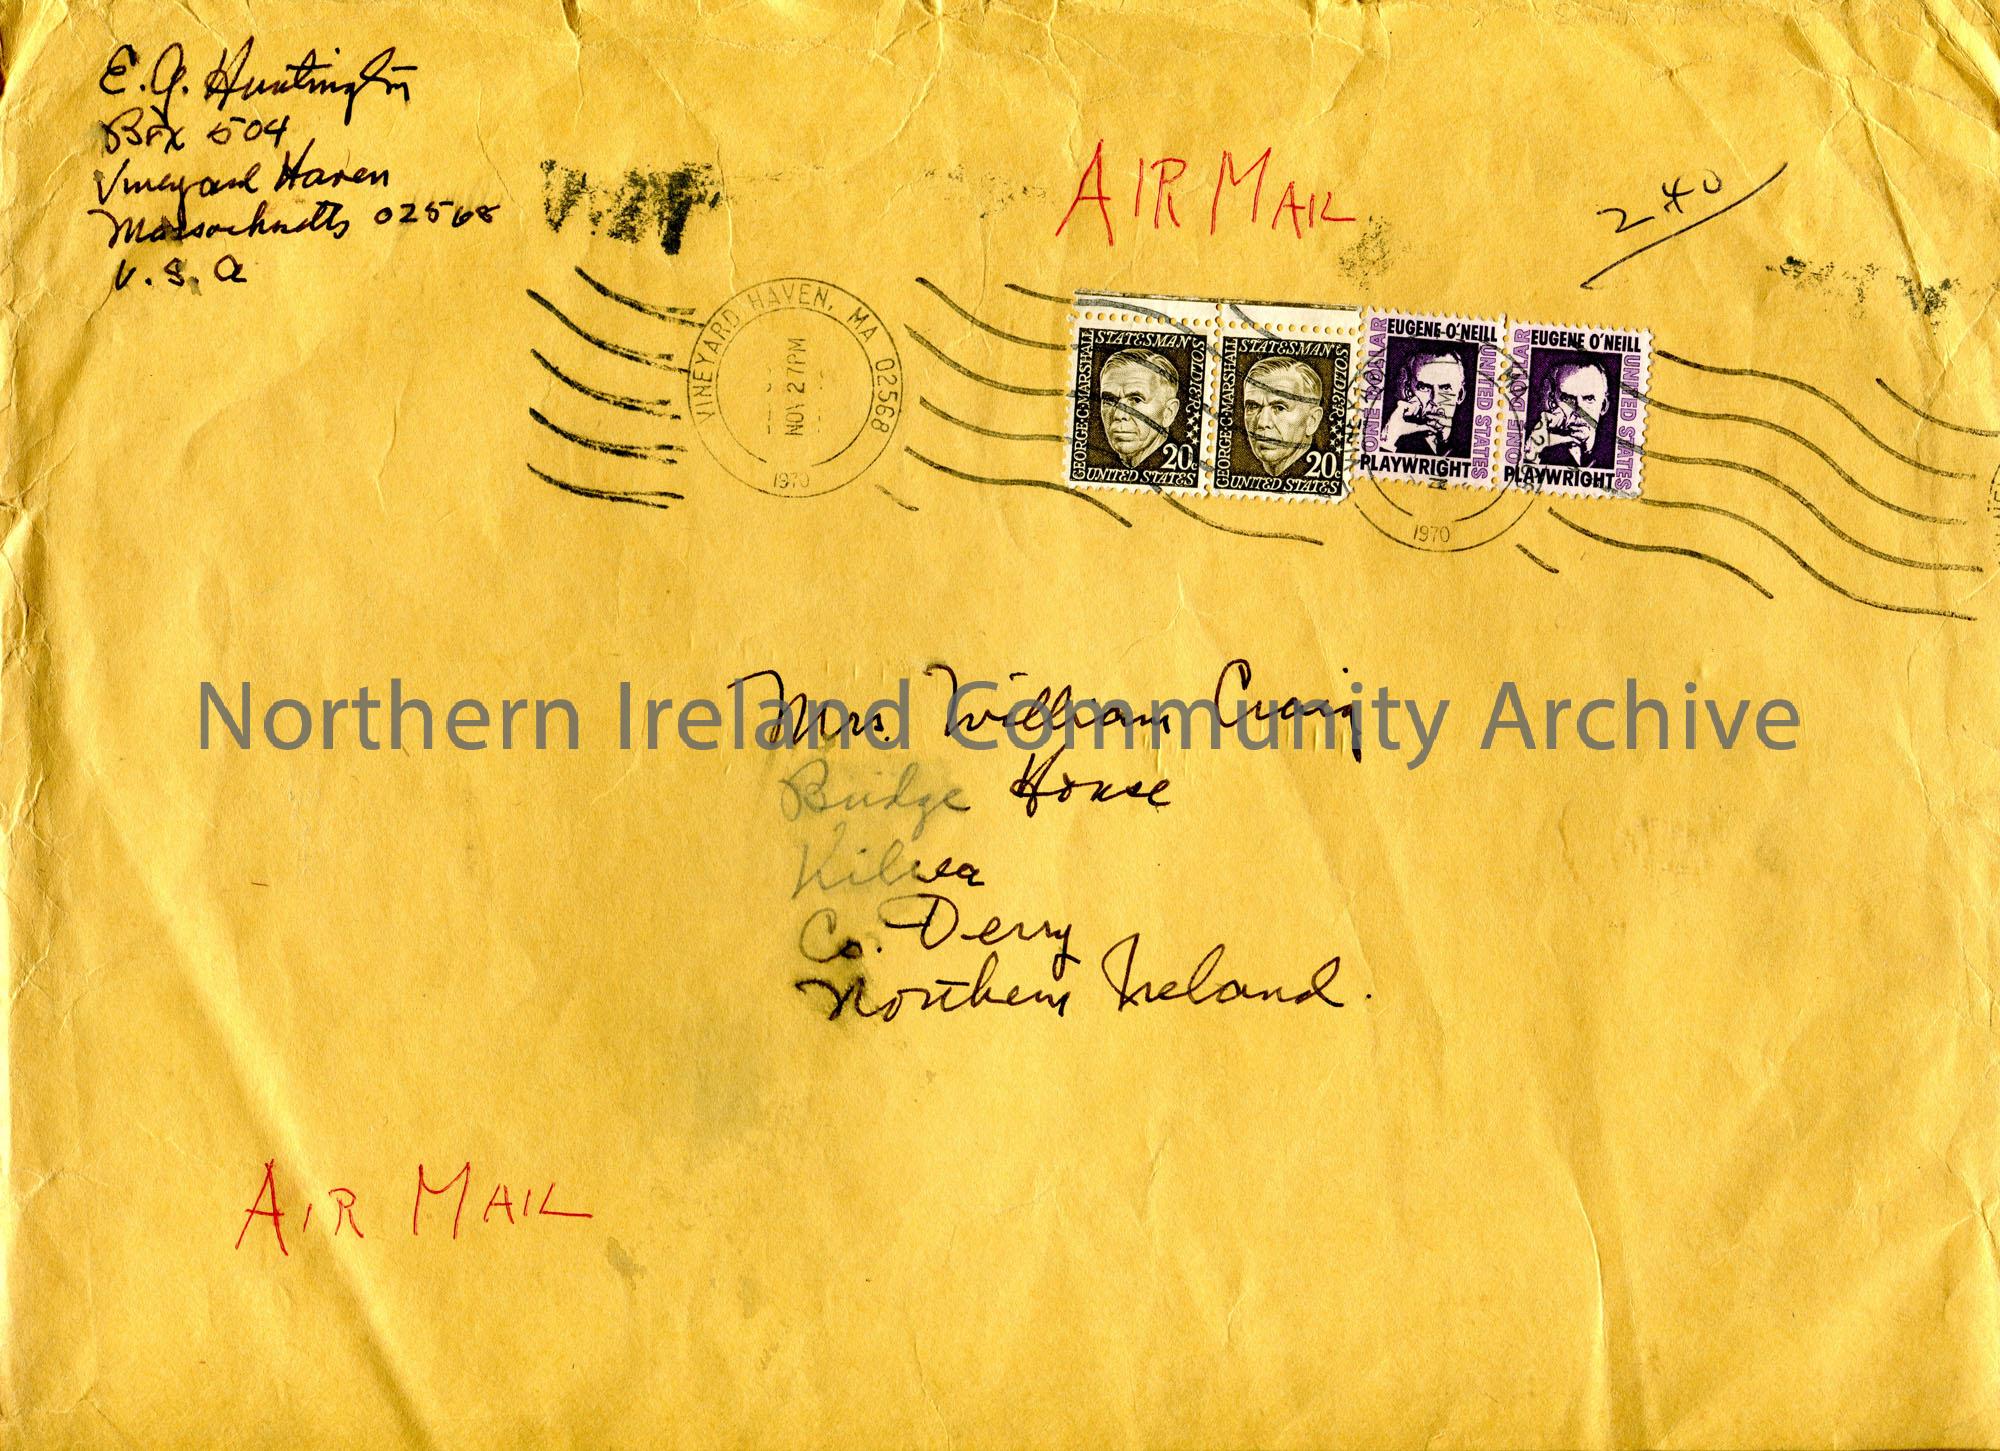 E. G. Huntington
Box 504
Vineyard Haven
Massachusetts 02568
U. S. A
AIR MAIL
2 40
VINEYARD HAVEN, MA 02568
NOV 27 PM
1970
GEORGE C. MARSHALL
STATESMAN ★ SOLDIER
20c
UNITED STATES
GEORGE C. MARSHALL
STATESMAN ★ SOLDIER
20c
UNITED STATES
EUGENE O'NEILL
ONE DOLLAR
UNITED STATES
PLAYWRIGHT
EUGENE O'NEILL
ONE DOLLAR
UNITED STATES
PLAYWRIGHT
1970
Northern Ireland Community Archive
Mrs. William Craig
Bridge House
Kilrea
Co. Derry
Northern Ireland.
AIR MAIL